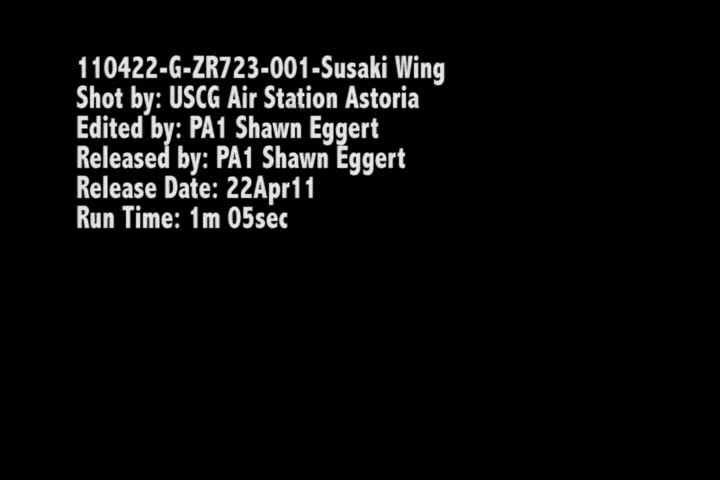 110422-G-ZR723-001-Susaki Wing
Shot by: USCG Air Station Astoria
Edited by: PA1 Shawn Eggert
Released by: PA1 Shawn Eggert
Release Date: 22Apr11
Run Time: 1m 05sec